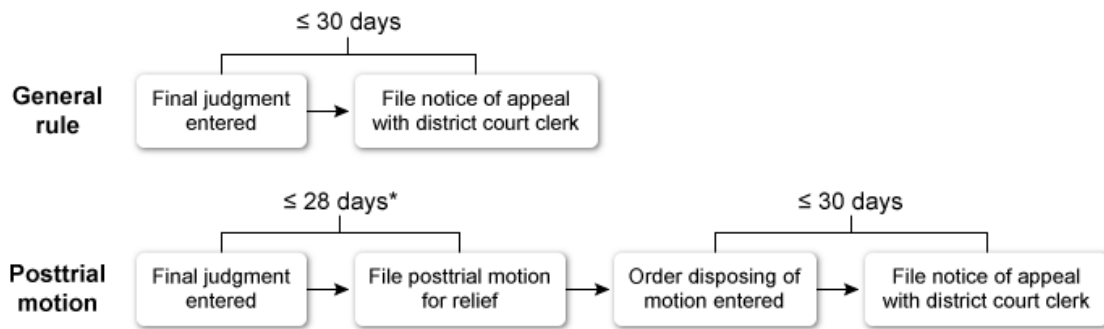 ≤ 30 days
General
rule
Final judgment
entered
File notice of appeal
with district court clerk
≤ 28 days*
≤ 30 days
Posttrial
motion
Final judgment
entered
File posttrial motion
for relief
Order disposing of
motion entered
File notice of appeal
with district court clerk